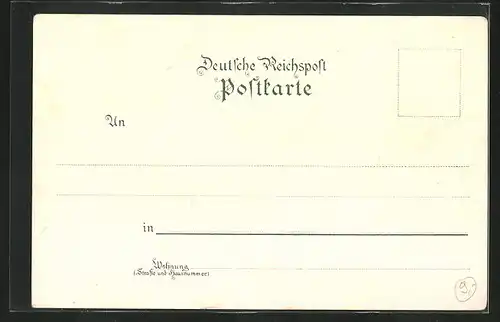 Deutsche Reichspost
Postkarte
An
in
Wohnung
(Straße und Hausnummer)